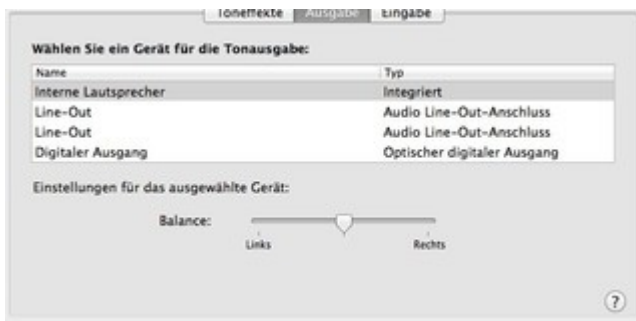 Toneffekte Ausgabe Eingabe
Wählen Sie ein Gerät für die Tonausgabe:
Name Typ
Interne Lautsprecher Integriert
Line-Out Audio Line-Out-Anschluss
Line-Out Audio Line-Out-Anschluss
Digitaler Ausgang Optischer digitaler Ausgang
Einstellungen für das ausgewählte Gerät:
Balance:
Links Rechts
?